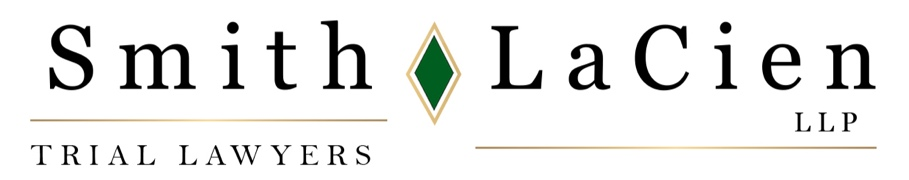 Smith LaCien
LLP
TRIAL LAWYERS